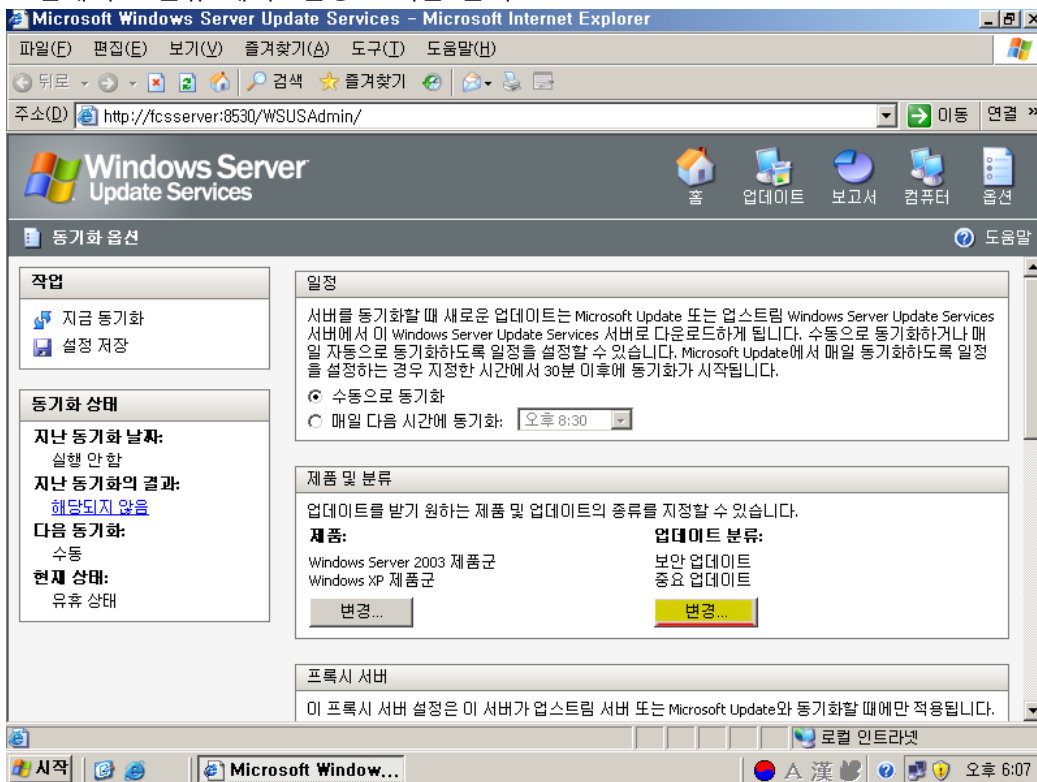 Microsoft Windows Server Update Services - Microsoft Internet Explorer
파일(F) 편집(E) 보기(V) 즐겨찾기(A) 도구(T) 도움말(H)
뒤로 검색 즐겨찾기
주소(D) http://fcsserver:8530/WSUSAdmin/ 이동 연결 »
Windows Server
Update Services
홈 업데이트 보고서 컴퓨터 옵션
동기화 옵션 도움말
작업
지금 동기화
설정 저장
동기화 상태
지난 동기화 날짜:
실행 안 함
지난 동기화의 결과:
해당되지 않음
다음 동기화:
수동
현재 상태:
유휴 상태
일정
서버를 동기화할 때 새로운 업데이트는 Microsoft Update 또는 업스트림 Windows Server Update Services
서버에서 이 Windows Server Update Services 서버로 다운로드하게 됩니다. 수동으로 동기화하거나 매
일 자동으로 동기화하도록 일정을 설정할 수 있습니다. Microsoft Update에서 매일 동기화하도록 일정
을 설정하는 경우 지정한 시간에서 30분 이후에 동기화가 시작됩니다.
수동으로 동기화
매일 다음 시간에 동기화: 오후 8:30
제품 및 분류
업데이트를 받기 원하는 제품 및 업데이트의 종류를 지정할 수 있습니다.
제품: 업데이트 분류:
Windows Server 2003 제품군 보안 업데이트
Windows XP 제품군 중요 업데이트
변경... 변경...
프록시 서버
이 프록시 서버 설정은 이 서버가 업스트림 서버 또는 Microsoft Update와 동기화할 때에만 적용됩니다.
로컬 인트라넷
시작 Microsoft Window... A 漢 오후 6:07